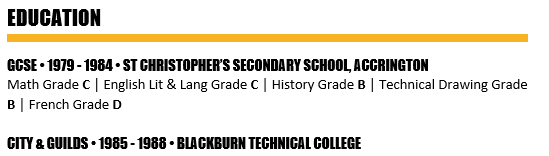 EDUCATION
GCSE • 1979 - 1984 • ST CHRISTOPHER'S SECONDARY SCHOOL, ACCRINGTON
Math Grade C | English Lit & Lang Grade C | History Grade B | Technical Drawing Grade
B | French Grade D
CITY & GUILDS • 1985 - 1988 • BLACKBURN TECHNICAL COLLEGE